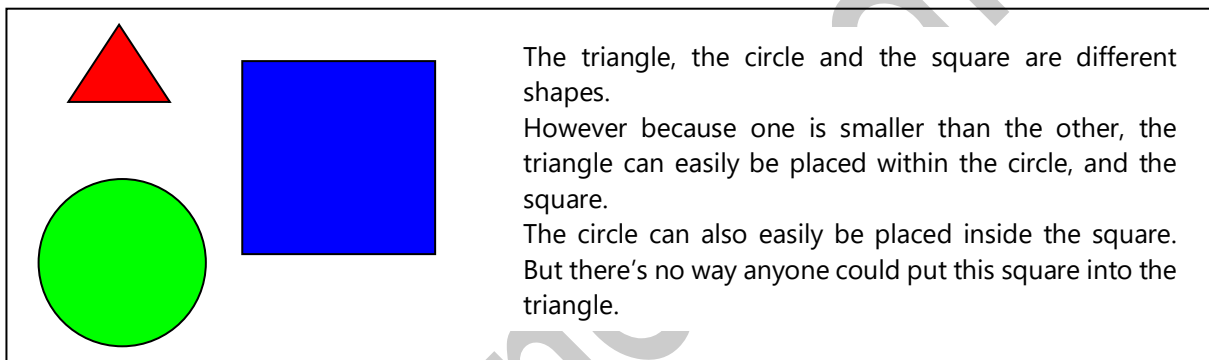 The triangle, the circle and the square are different
shapes.
However because one is smaller than the other, the
triangle can easily be placed within the circle, and the
square.
The circle can also easily be placed inside the square.
But there’s no way anyone could put this square into the
triangle.